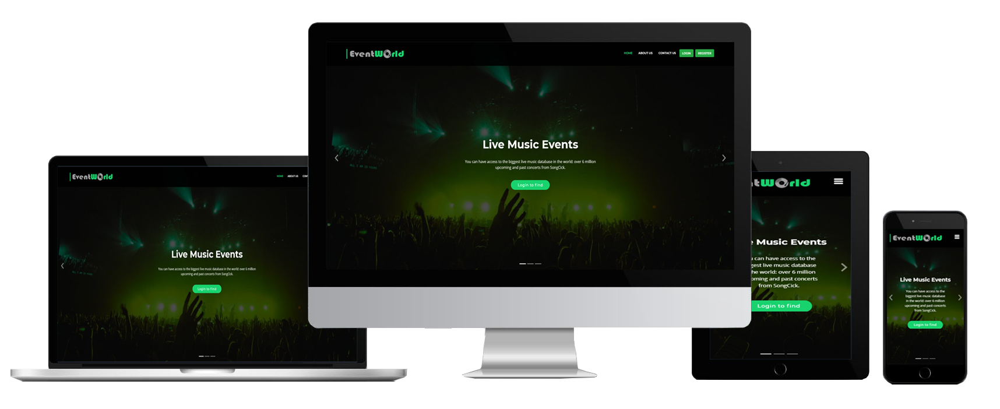 EventWorld
HOME ABOUT US CONTACT US LOGIN REGISTER
ALL I AM IS YOURS
Live Music Events
You can have access to the biggest live music database in the world: over 6 million
upcoming and past concerts from SongCick.
Login to find
EventWorld
HOME ABOUT US CON
Live Music Events
You can have access to the biggest live music database in the world: over 6 million
upcoming and past concerts from SongCick.
Login to find
tWorld
Music Events
can have access to the
gest live music database
he world: over 6 million
oming and past concerts
from SongCick.
Login to find
EventWorld
Live Music Events
You can have access to the
biggest live music database
in the world: over 6 million
upcoming and past concerts
from SongCick.
Login to find